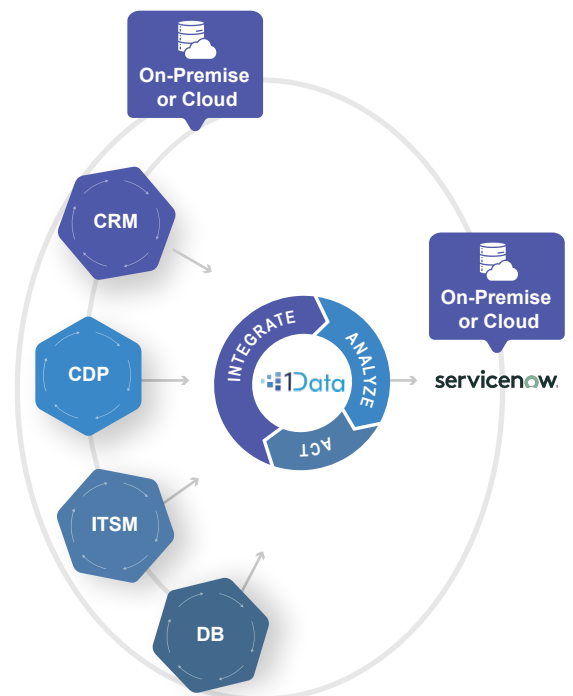 On-Premise
or Cloud
CRM
On-Premise
or Cloud
INTEGRATE
ANALYZE
CDP
1Data
servicenow.
ACT
ITSM
DB